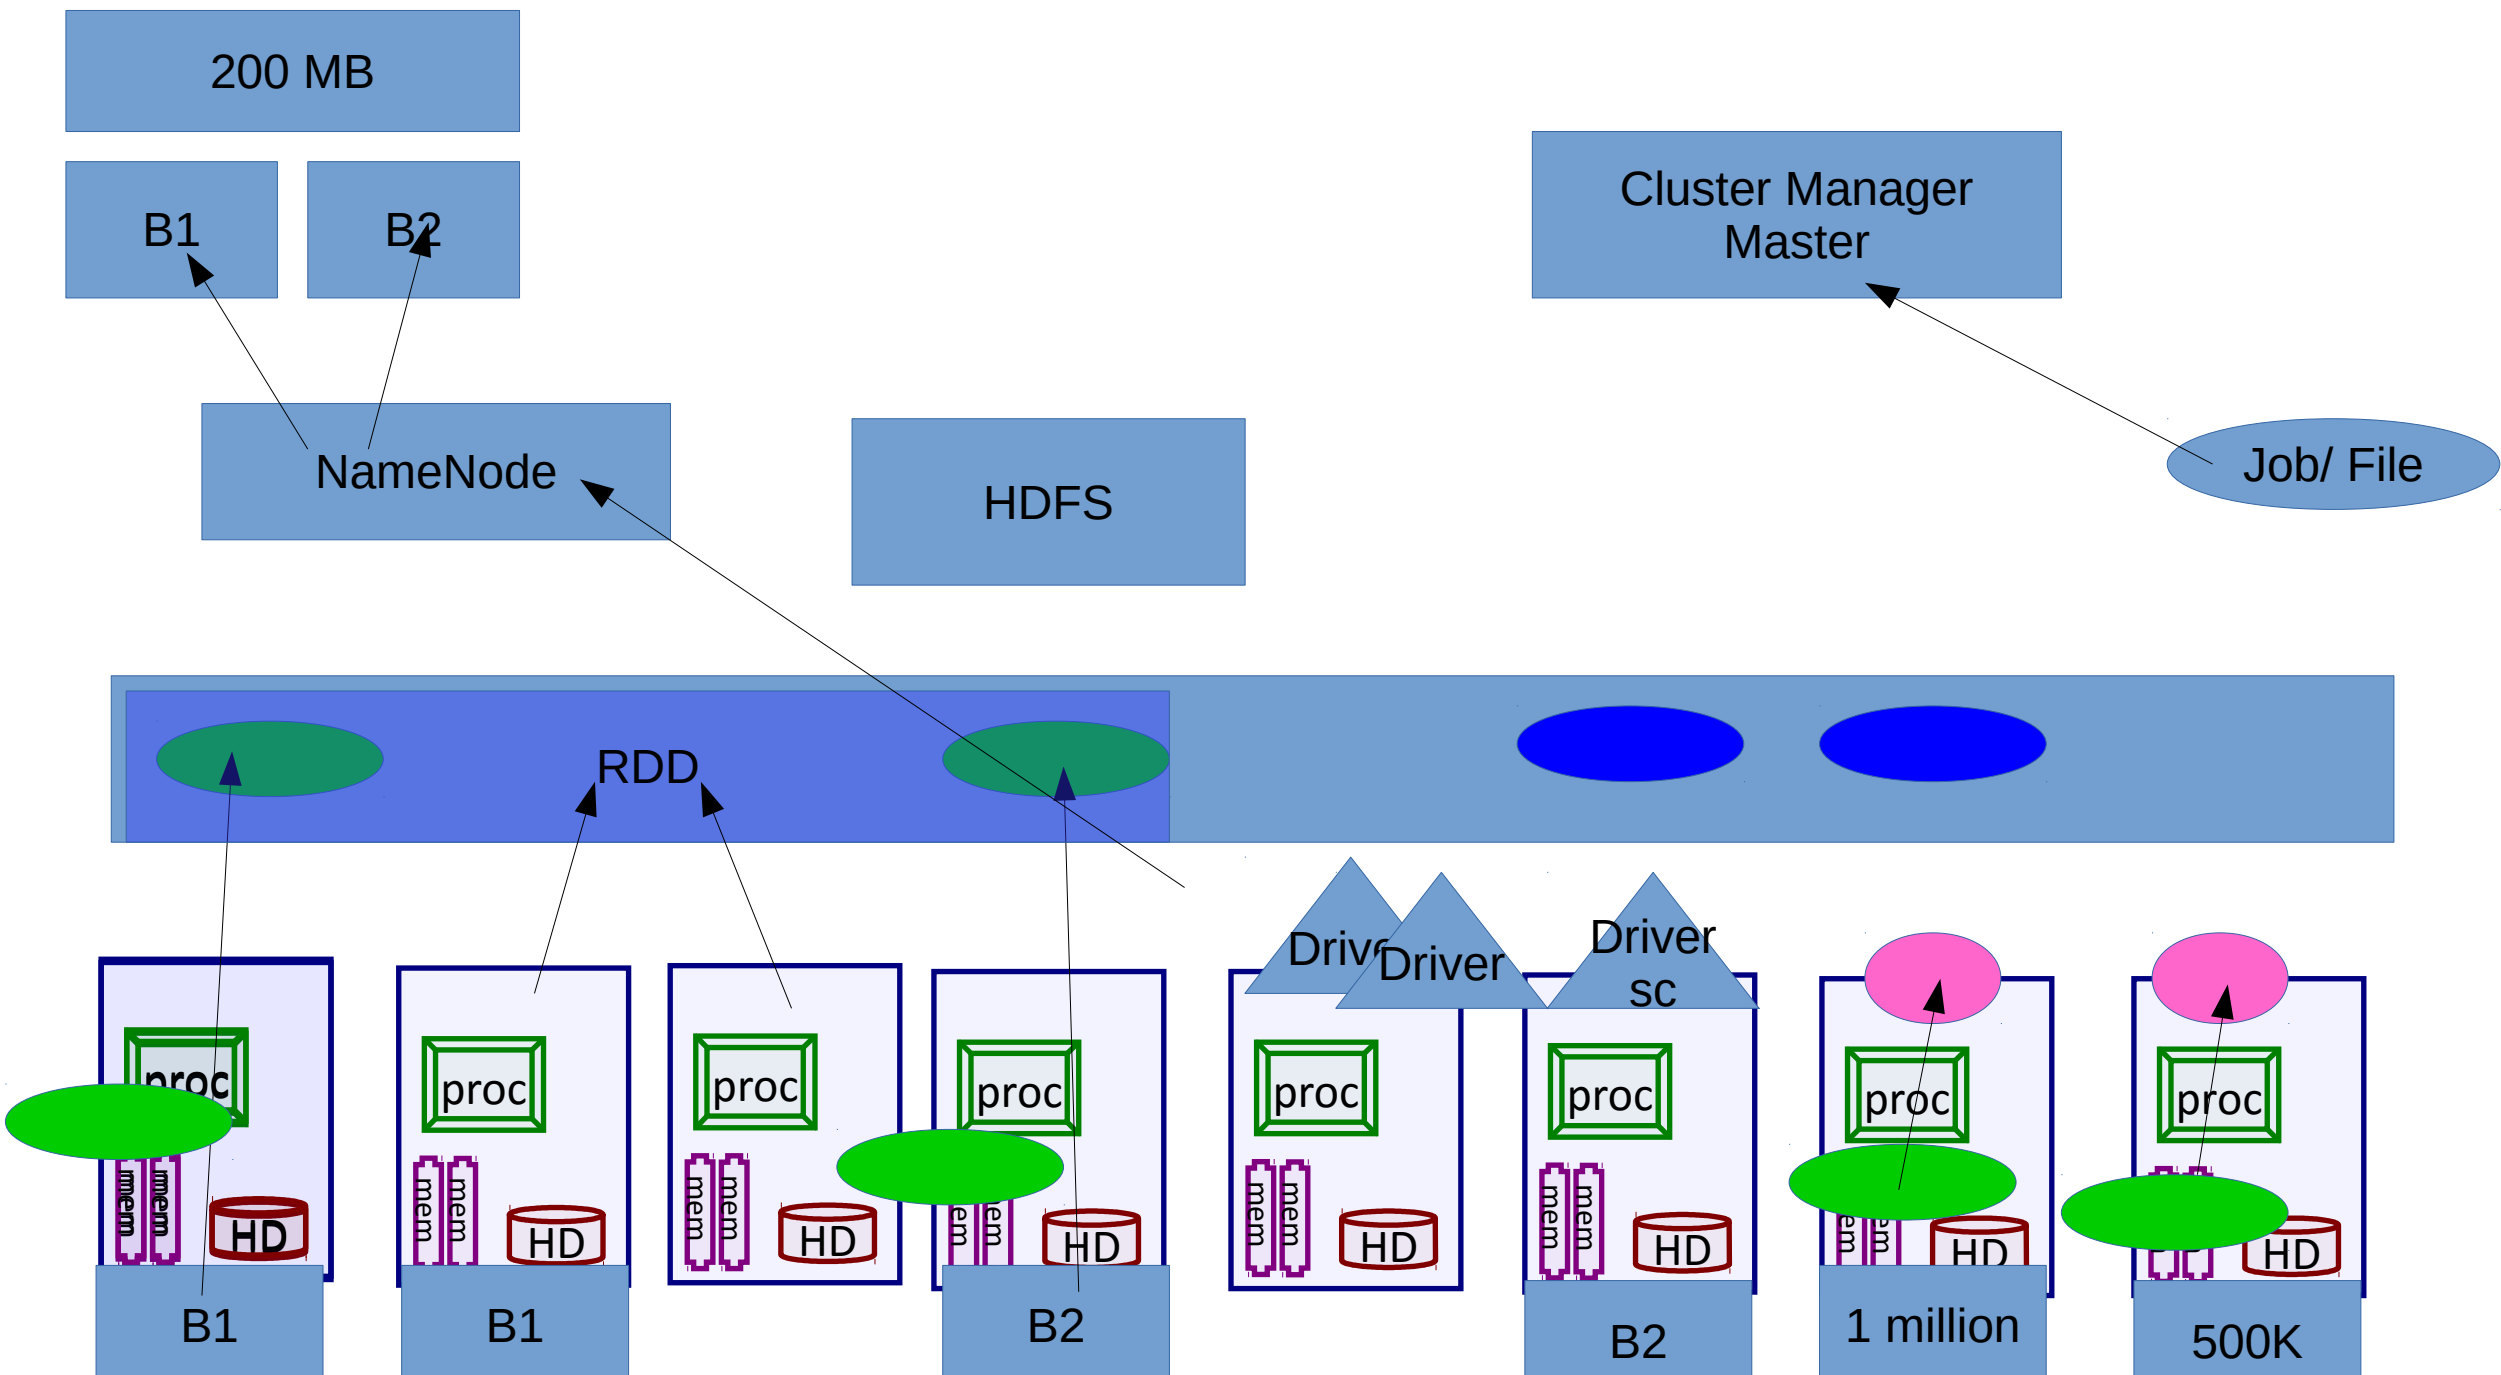 200 MB
B1
B2
Cluster Manager
Master
NameNode
HDFS
Job/ File
RDD
Driver
Driver
sc
proc
proc
proc
proc
proc
proc
proc
proc
mem
mem
mem
mem
mem
mem
mem
mem
mem
mem
mem
mem
HD
HD
HD
HD
HD
HD
HD
HD
B1
B1
B2
B2
1 million
500K